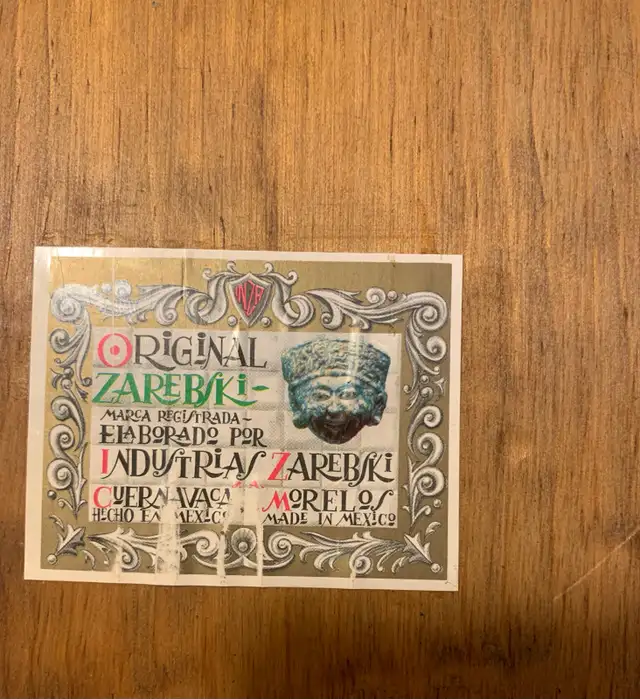 ORIGINAL
ZAREBSKI-
MARCA REGISTRADA-
ELABORADO POR
INDUSTRIAS ZAREBSKI
S.A.
CUERNAVACA MORELOS
HECHO EN MEXICO MADE IN MEXICO